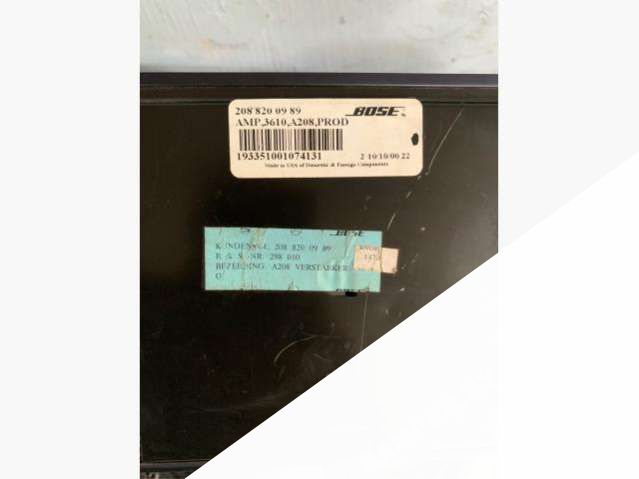 208 820 09 89 BOSE
AMP,3610,A208,PROD
193351001074131 2 10/10/00 22
Made in USA of Domestic & Foreign Components
BOSE
208 820 09 89
298 010
A208 VERSTARKER